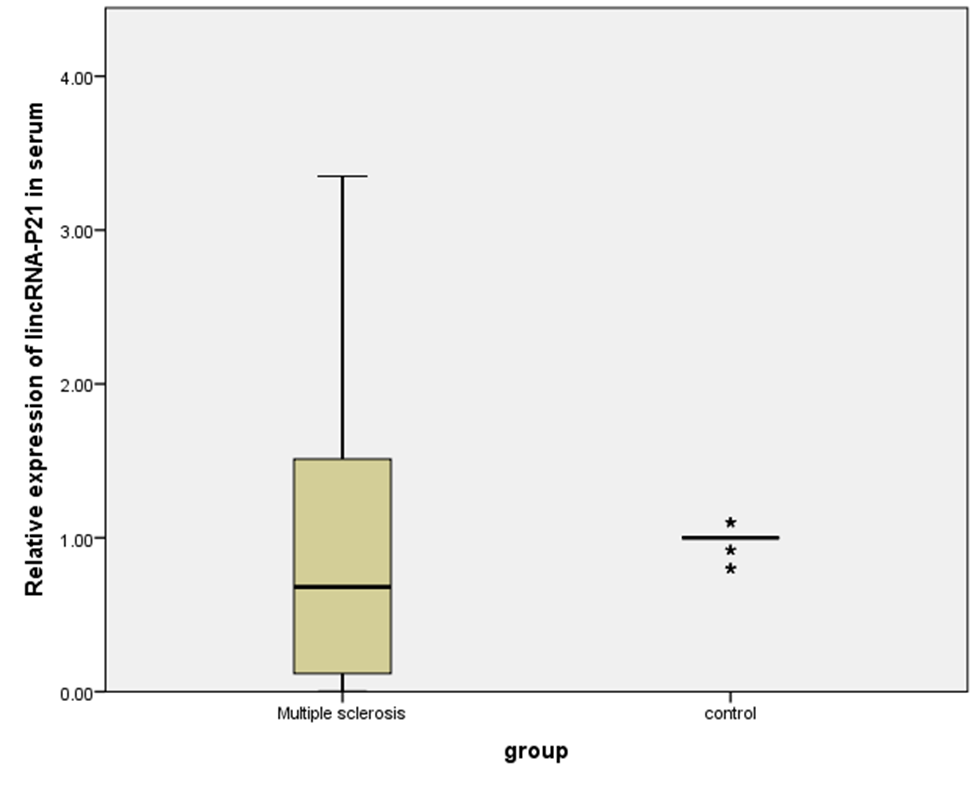 Relative expression of lincRNA-P21 in serum
4.00
3.00
2.00
1.00
0.00
Multiple sclerosis
control
group